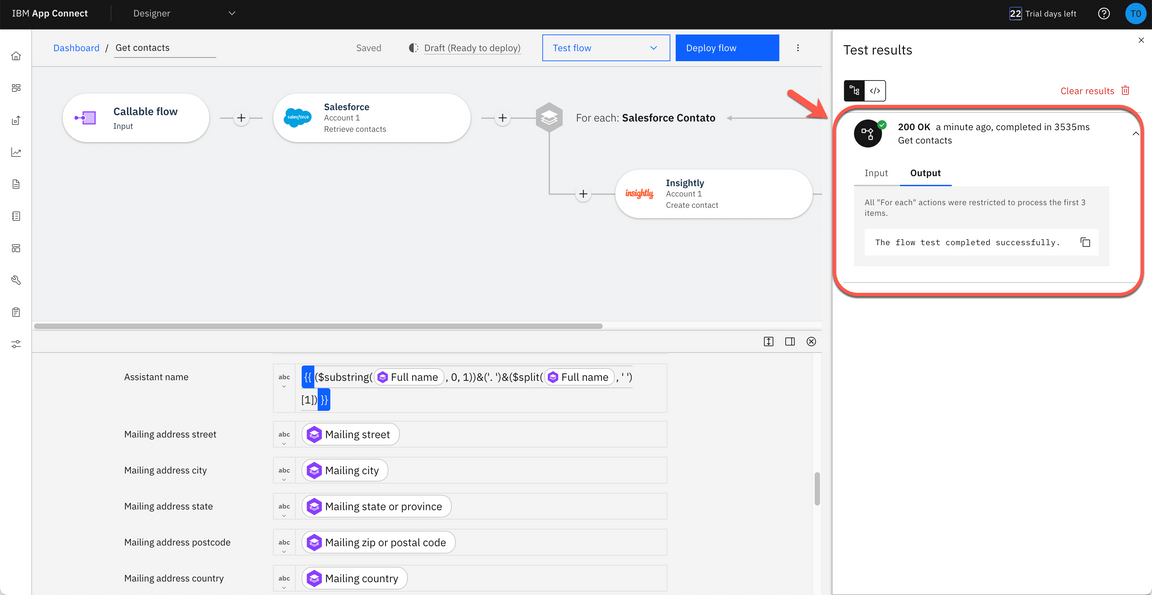 IBM App Connect
Designer
22 Trial days left
TO
Dashboard / Get contacts
Saved
Draft (Ready to deploy)
Test flow
Deploy flow
Callable flow
Input
salesforce
Salesforce
Account 1
Retrieve contacts
For each: Salesforce Contato
insightly
Insightly
Account 1
Create contact
Test results
Clear results
200 OK a minute ago, completed in 3535ms
Get contacts
Input
Output
All "For each" actions were restricted to process the first 3
items.
The flow test completed successfully.
Assistant name
abc
{{($substring( Full name , 0, 1))&('. ')&($split( Full name , ' ')
[1])}}
Mailing address street
abc
Mailing street
Mailing address city
abc
Mailing city
Mailing address state
abc
Mailing state or province
Mailing address postcode
abc
Mailing zip or postal code
Mailing address country
abc
Mailing country